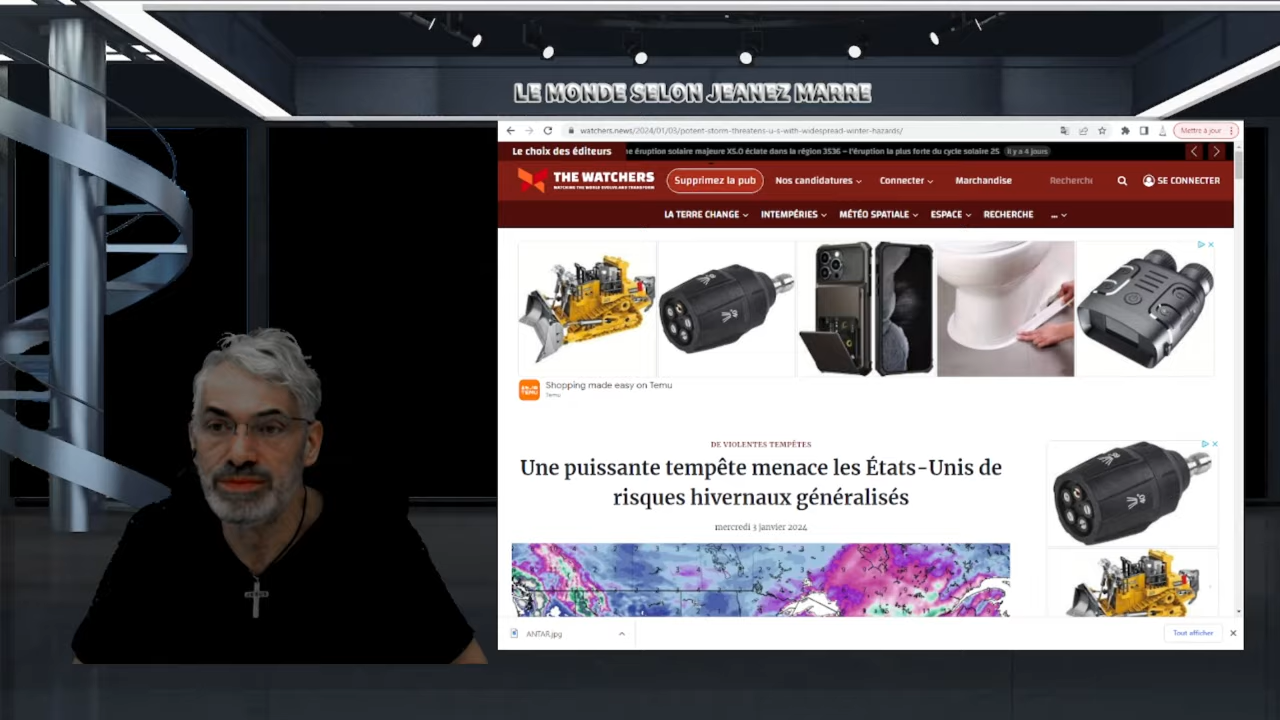 LE MONDE SELON JEANEZ MARRE
watchers.news/2024/01/03/potent-storm-threatens-u-s-with-widespread-winter-hazards/
Mettre à jour
Le choix des éditeurs
e éruption solaire majeure X5.0 éclate dans la région 3536 – l'éruption la plus forte du cycle solaire 25 Il y a 4 jours
THE WATCHERS
Supprimez la pub
Nos candidatures
Connecter
Marchandise
Recherche
SE CONNECTER
LA TERRE CHANGE INTEMPÉRIES MÉTÉO SPATIALE ESPACE RECHERCHE ...
Shopping made easy on Temu
Temu
DE VIOLENTES TEMPÊTES
Une puissante tempête menace les États-Unis de
risques hivernaux généralisés
mercredi 3 janvier 2024
ANTAR.jpg
Tout afficher